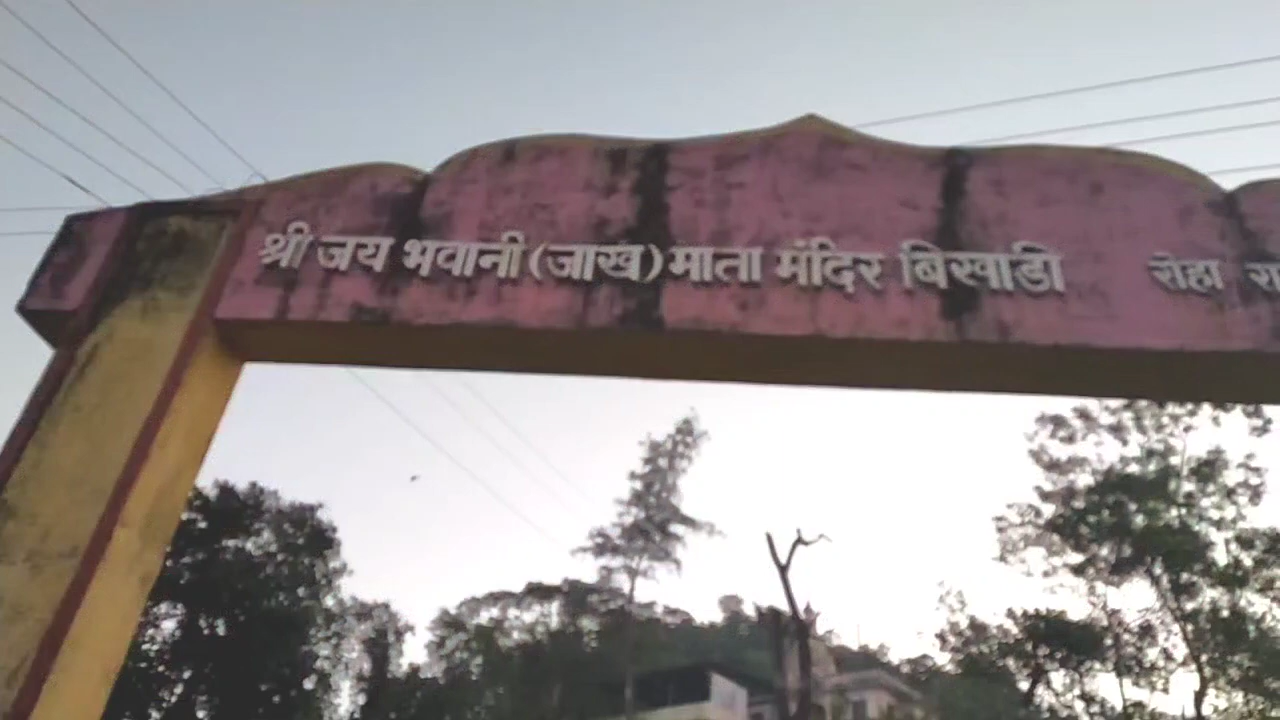 श्री जय भवानी (जाख) माता मंदिर बिखाडी रोहा रा